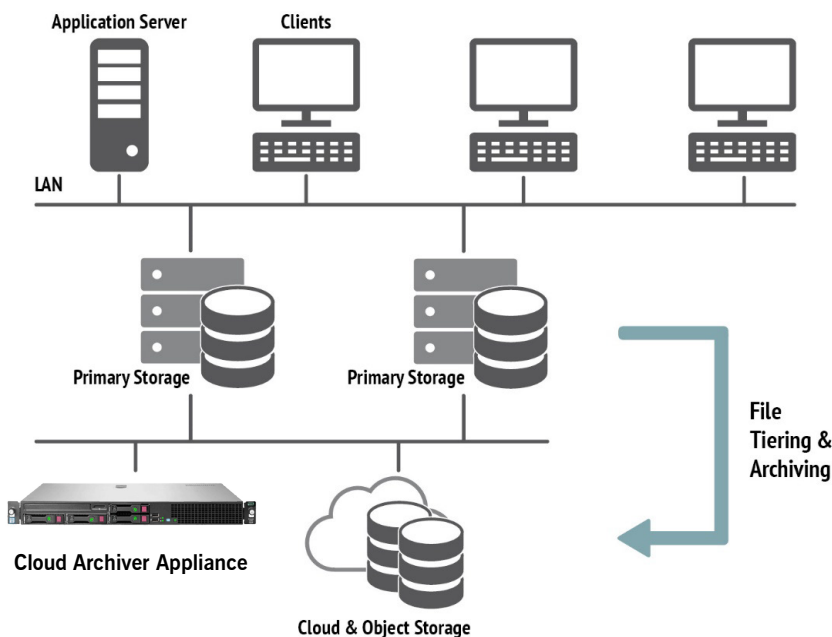 Application Server
Clients
LAN
Primary Storage
Primary Storage
File
Tiering &
Archiving
Cloud Archiver Appliance
Cloud & Object Storage